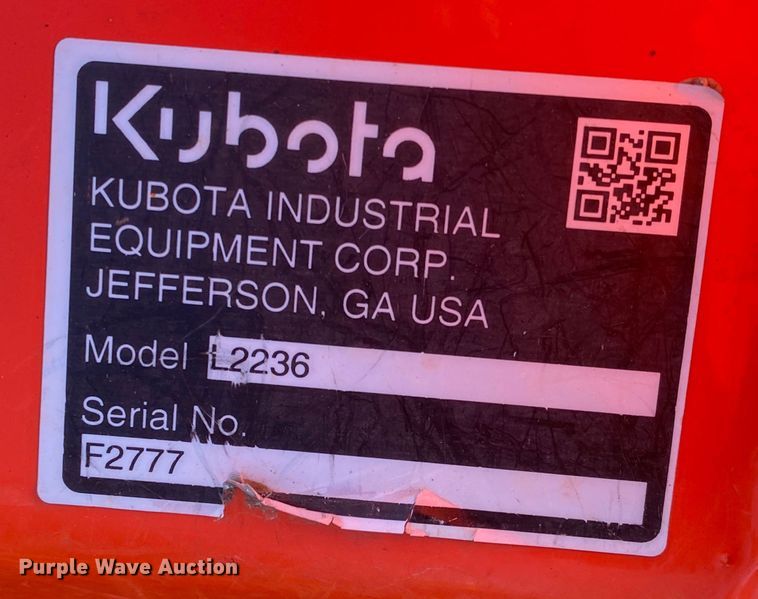 Kubota
KUBOTA INDUSTRIAL
EQUIPMENT CORP.
JEFFERSON, GA USA
Model L2236
Serial No.
F2777
Purple Wave Auction